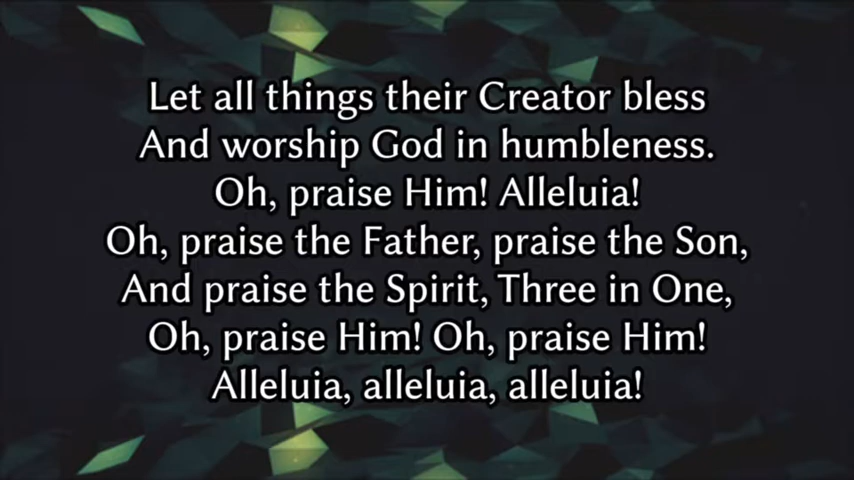 Let all things their Creator bless
And worship God in humbleness.
Oh, praise Him! Alleluia!
Oh, praise the Father, praise the Son,
And praise the Spirit, Three in One,
Oh, praise Him! Oh, praise Him!
Alleluia, alleluia, alleluia!